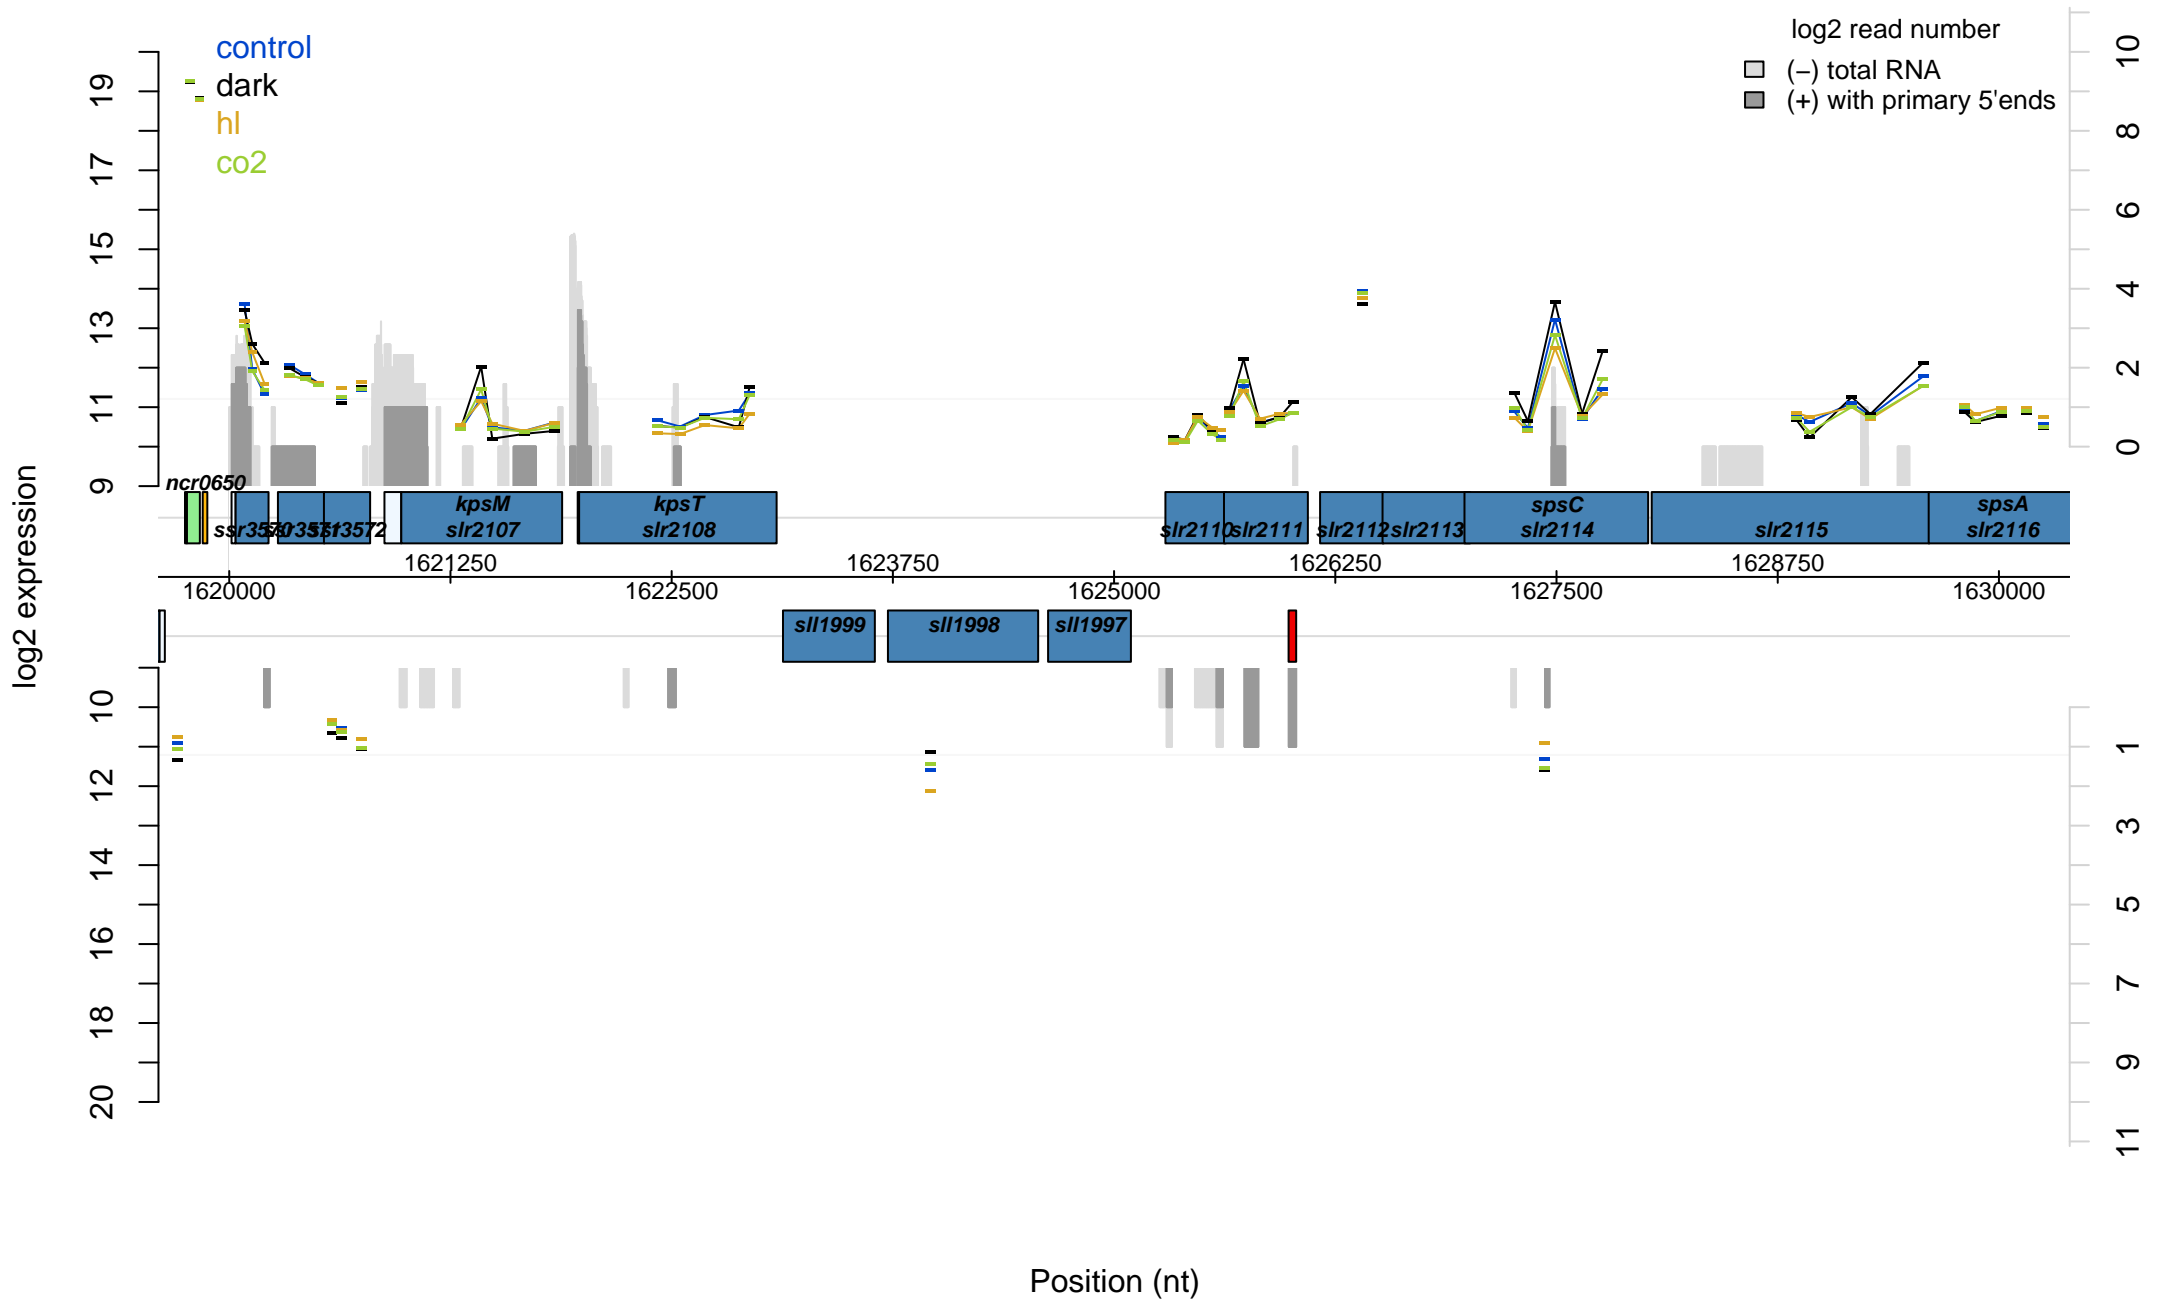 control
dark
hl
co2
log2 read number
(−) total RNA
(+) with primary 5'ends
19
17
15
13
11
9
10
8
6
4
2
0
log2 expression
ncr0650
ssr3570
ssr3571
ssr3572
kpsM
slr2107
kpsT
slr2108
slr2110
slr2111
slr2112
slr2113
spsC
slr2114
slr2115
spsA
slr2116
1621250
1623750
1626250
1628750
1620000
1622500
1625000
1627500
1630000
sll1999
sll1998
sll1997
10
12
14
16
18
20
1
3
5
7
9
11
Position (nt)